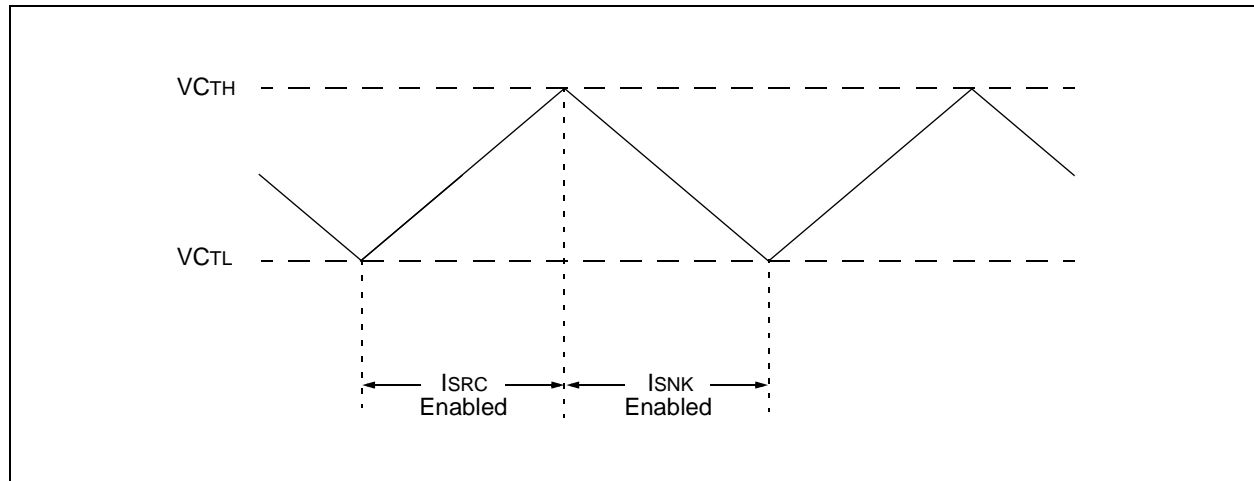 VCTH
VCTL
ISRC
Enabled
ISNK
Enabled